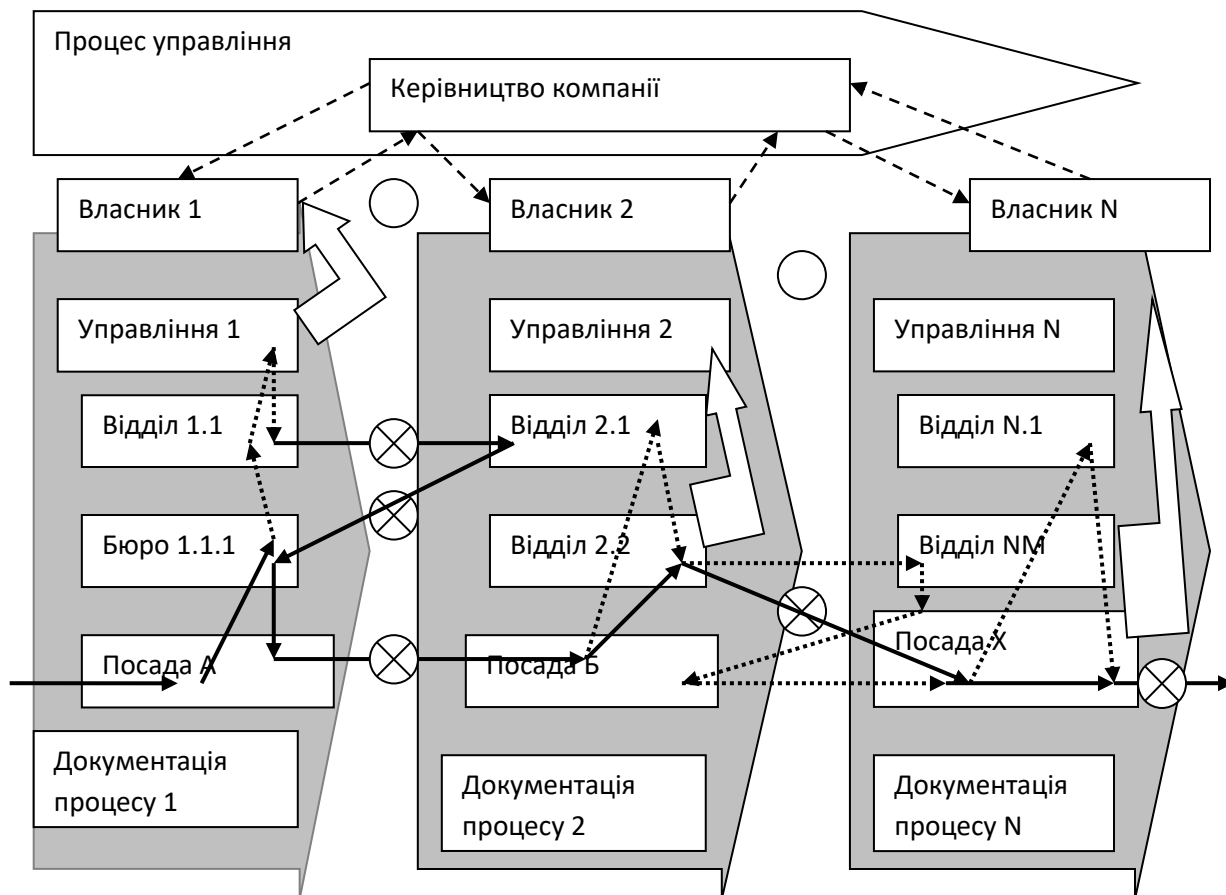 Процес управління
Керівництво компанії
Власник 1
Власник 2
Власник N
Управління 1
Управління 2
Управління N
Відділ 1.1
Відділ 2.1
Відділ N.1
Бюро 1.1.1
Відділ 2.2
Відділ NM
Посада А
Посада Б
Посада Х
Документація
процесу 1
Документація
процесу 2
Документація
процесу N